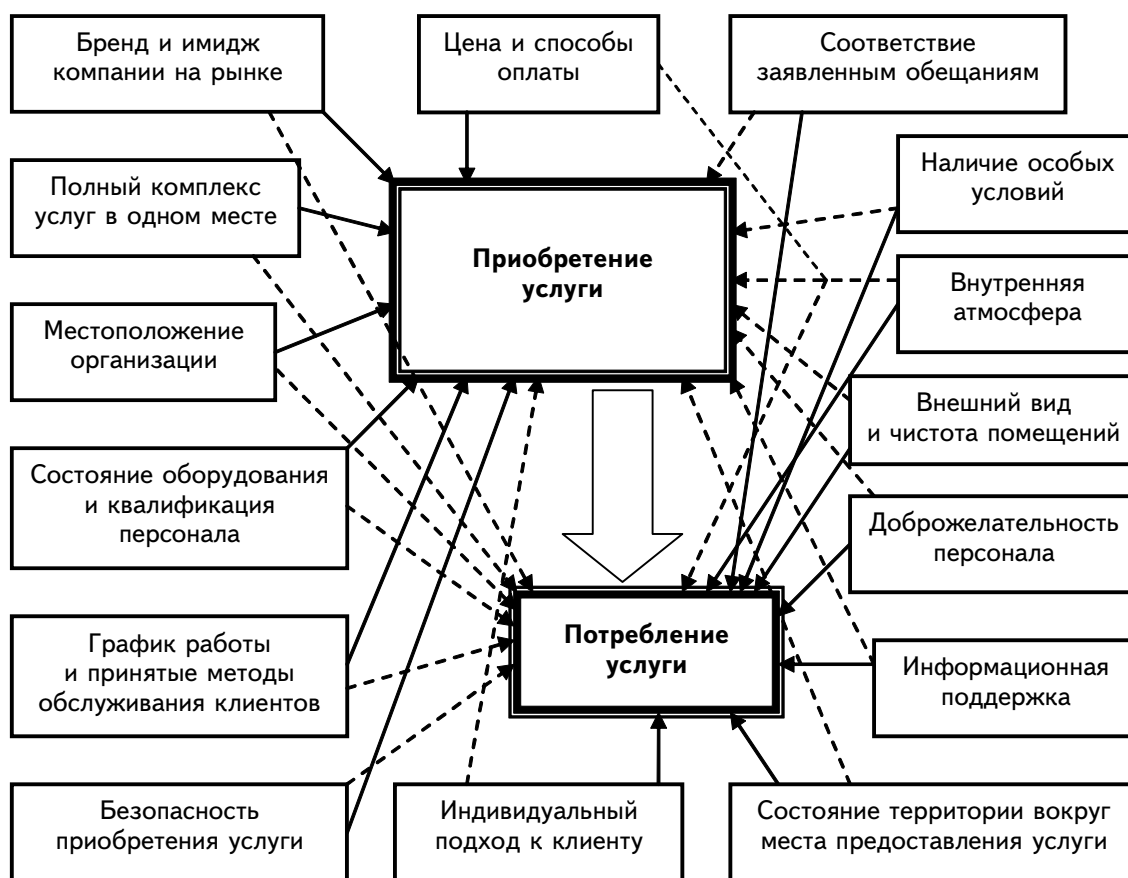 Бренд и имидж
компании на рынке
Цена и способы
оплаты
Соответствие
заявленным обещаниям
Полный комплекс
услуг в одном месте
Наличие особых
условий
Приобретение
услуги
Внутренняя
атмосфера
Местоположение
организации
Внешний вид
и чистота помещений
Состояние оборудования
и квалификация
персонала
Доброжелательность
персонала
График работы
и принятые методы
обслуживания клиентов
Потребление
услуги
Информационная
поддержка
Безопасность
приобретения услуги
Индивидуальный
подход к клиенту
Состояние территории вокруг
места предоставления услуги